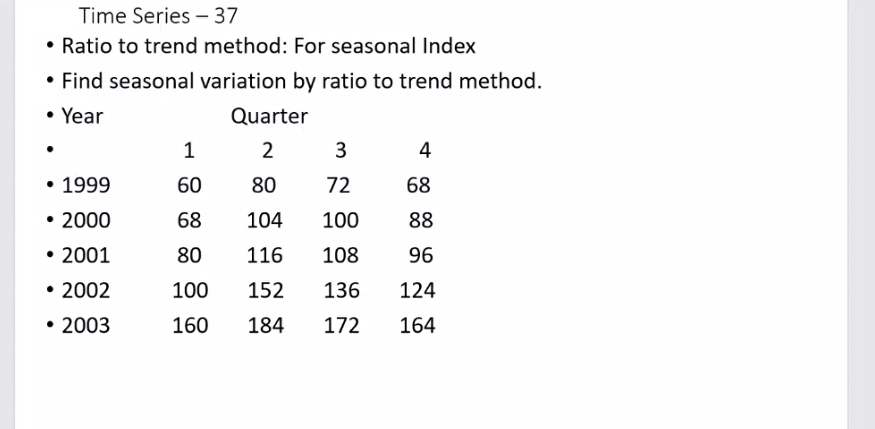 Time Series – 37
• Ratio to trend method: For seasonal Index
• Find seasonal variation by ratio to trend method.
• Year Quarter
• 1 2 3 4
• 1999 60 80 72 68
• 2000 68 104 100 88
• 2001 80 116 108 96
• 2002 100 152 136 124
• 2003 160 184 172 164